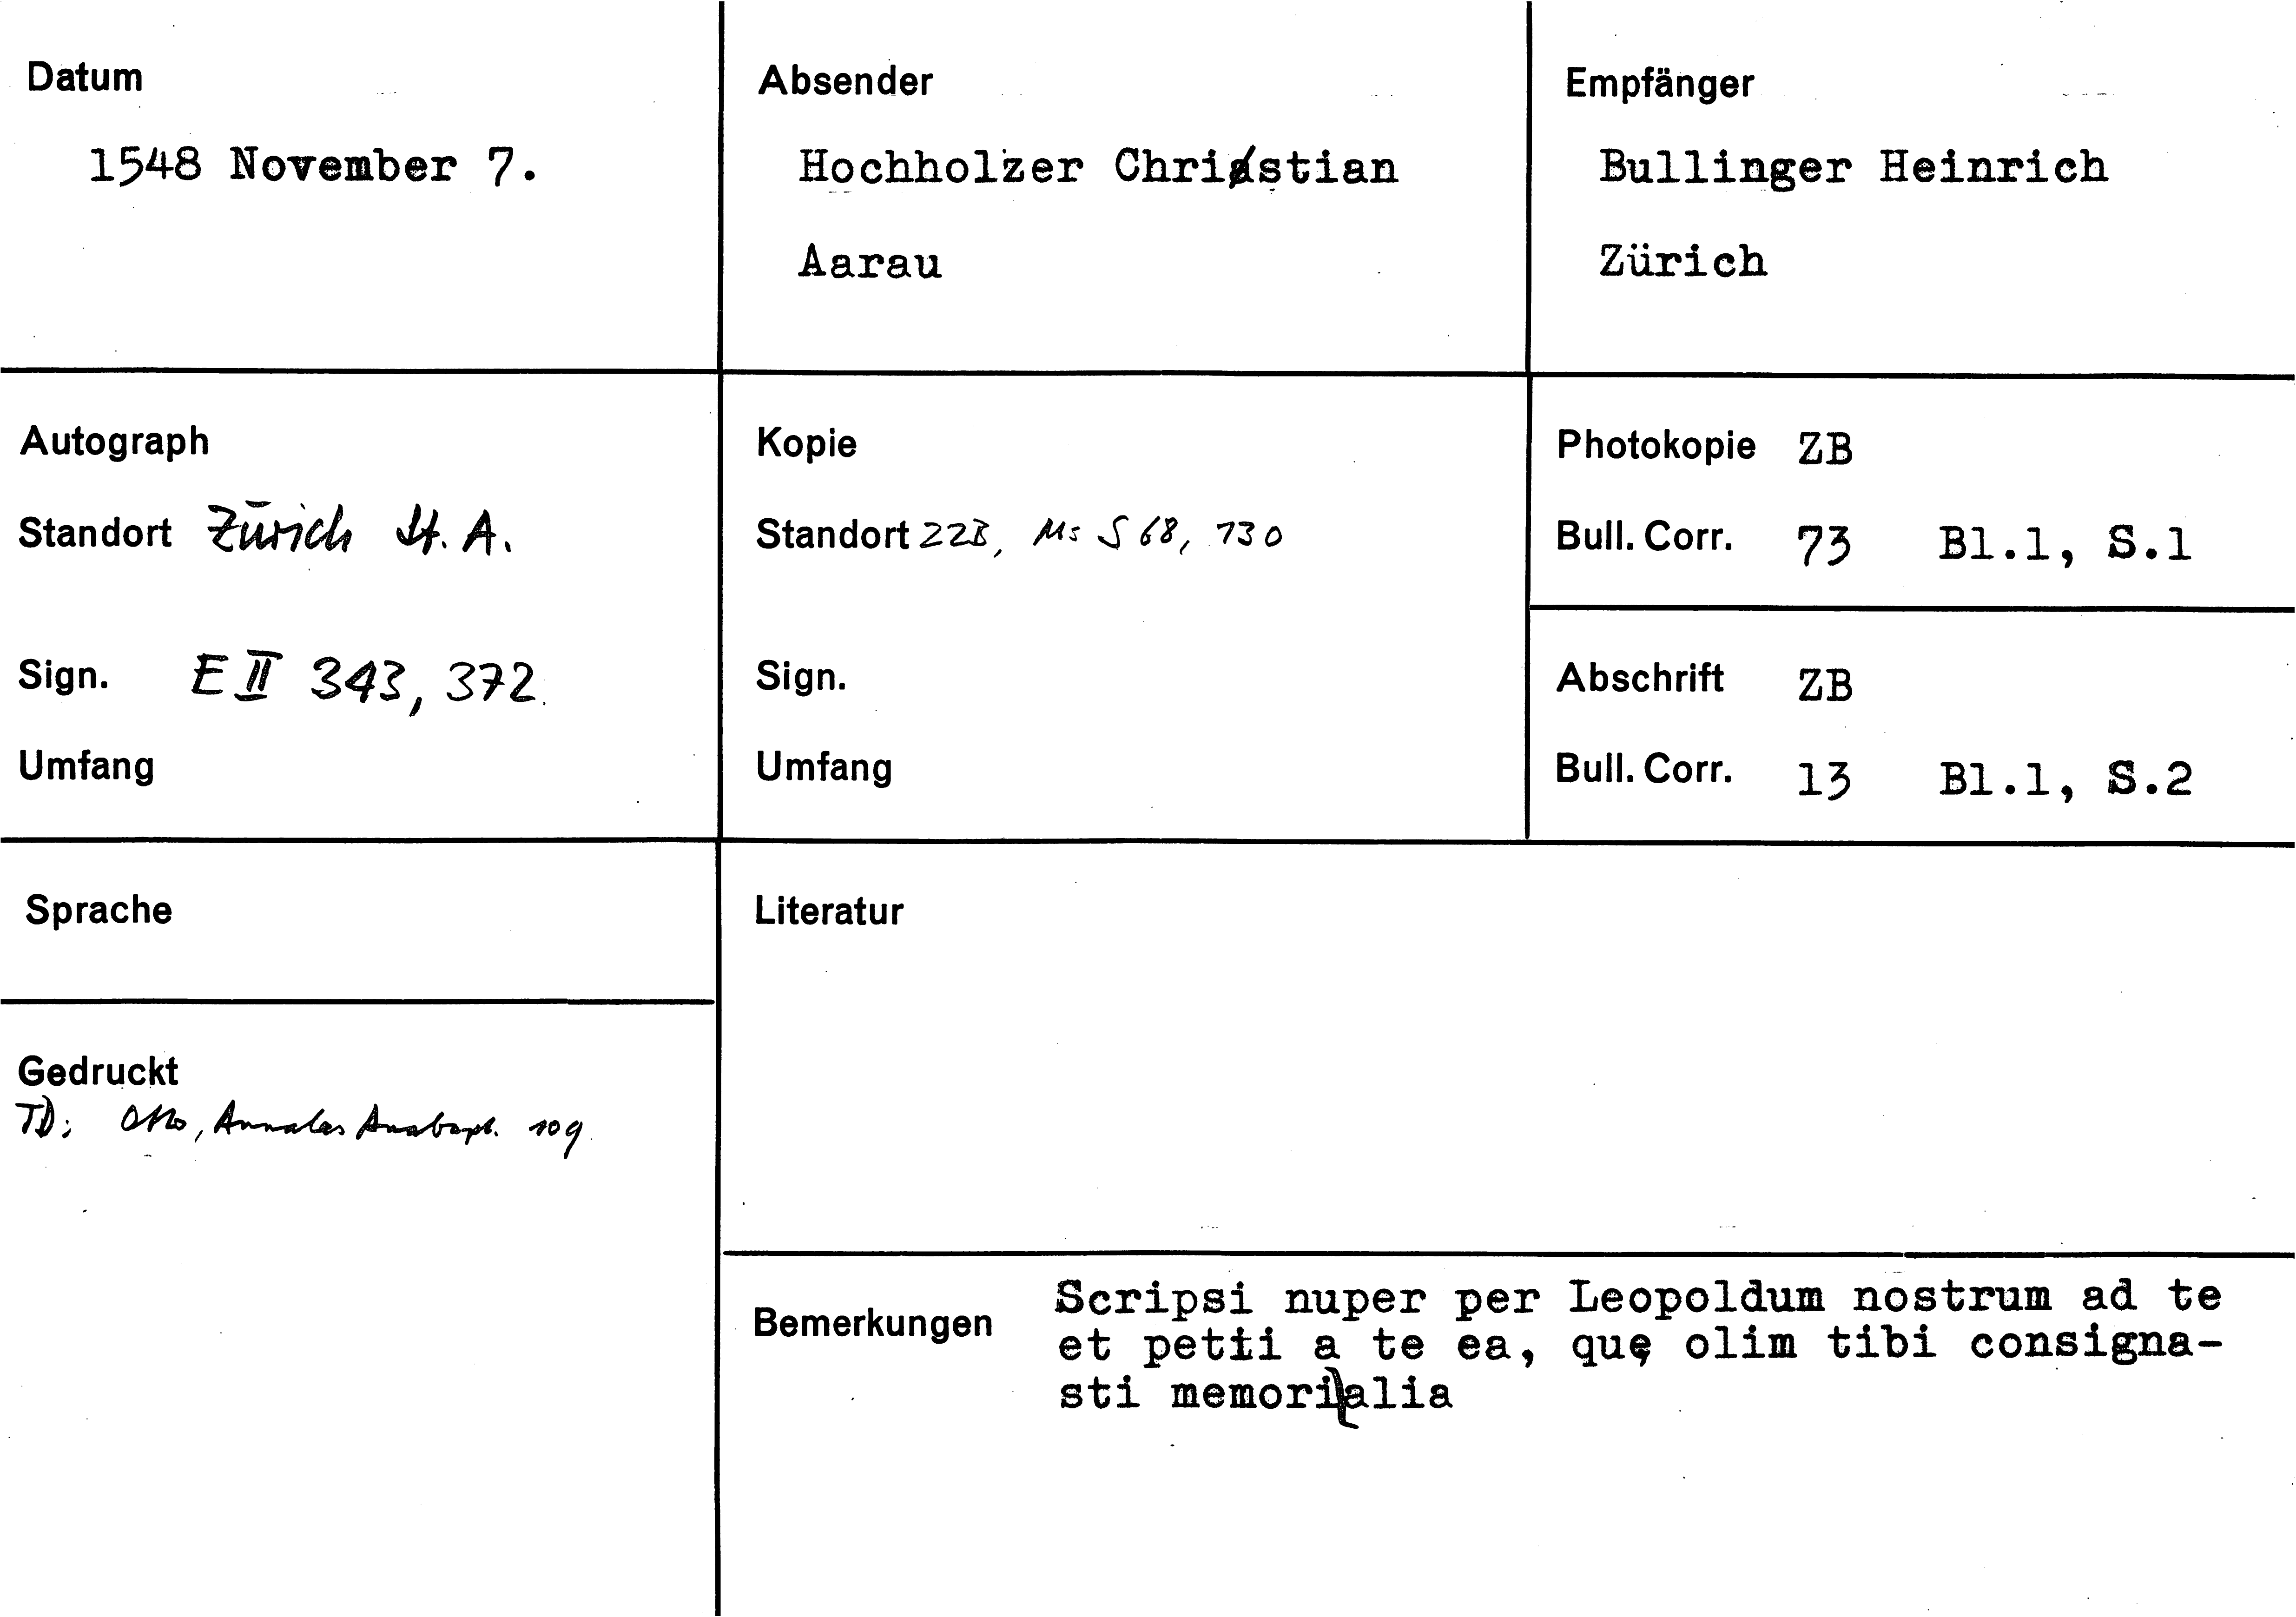 Datum
1548 November 7.
Absender
Hochholzer Christian
Aarau
Empfänger
Bullinger Heinrich
Zürich
Autograph
Standort Zürich St. A.
Sign. E II 343, 372.
Umfang
Kopie
Standort ZZB, Ms S 68, 130
Sign.
Umfang
Photokopie ZB
Bull. Corr. 73 Bl.1, S.1
Abschrift ZB
Bull. Corr. 13 Bl.1, S.2
Sprache
Gedruckt
TD: Otto, Annales Anabapt. 109
Literatur
Bemerkungen
Scripsi nuper per Leopoldum nostrum ad te
et petii a te ea, quę olim tibi consigna-
sti memorialia